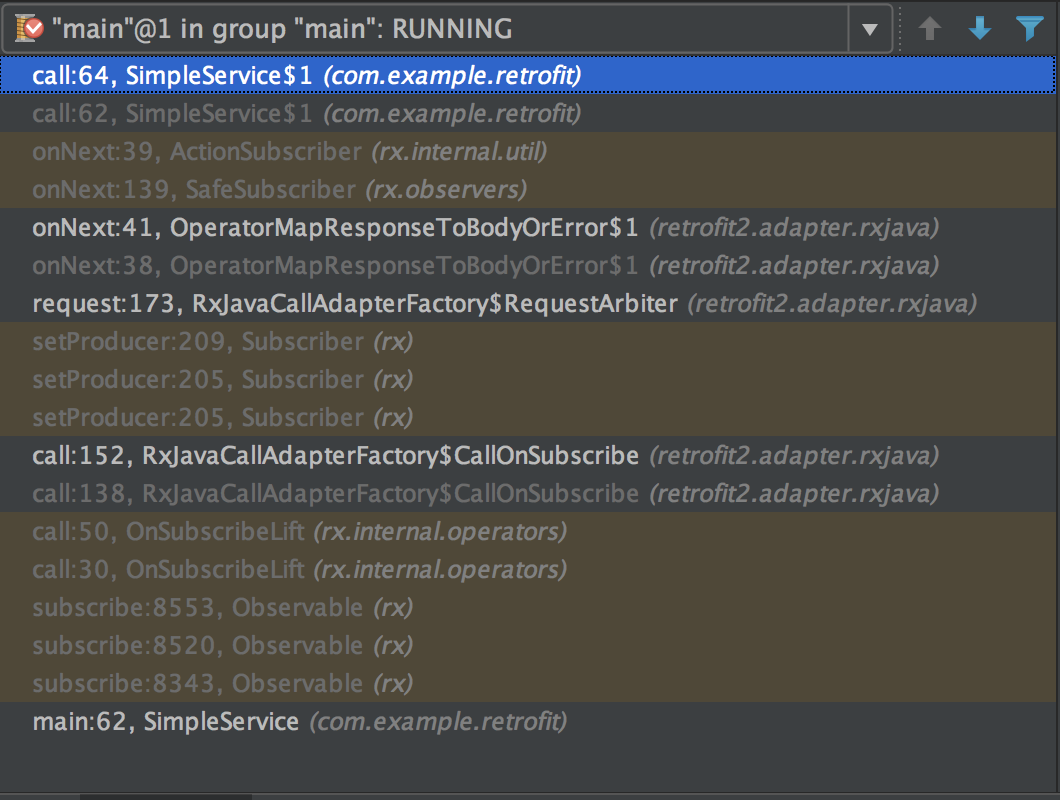 "main"@1 in group "main": RUNNING
call:64, SimpleService$1 (com.example.retrofit)
call:62, SimpleService$1 (com.example.retrofit)
onNext:39, ActionSubscriber (rx.internal.util)
onNext:139, SafeSubscriber (rx.observers)
onNext:41, OperatorMapResponseToBodyOrError$1 (retrofit2.adapter.rxjava)
onNext:38, OperatorMapResponseToBodyOrError$1 (retrofit2.adapter.rxjava)
request:173, RxJavaCallAdapterFactory$RequestArbiter (retrofit2.adapter.rxjava)
setProducer:209, Subscriber (rx)
setProducer:205, Subscriber (rx)
setProducer:205, Subscriber (rx)
call:152, RxJavaCallAdapterFactory$CallOnSubscribe (retrofit2.adapter.rxjava)
call:138, RxJavaCallAdapterFactory$CallOnSubscribe (retrofit2.adapter.rxjava)
call:50, OnSubscribeLift (rx.internal.operators)
call:30, OnSubscribeLift (rx.internal.operators)
subscribe:8553, Observable (rx)
subscribe:8520, Observable (rx)
subscribe:8343, Observable (rx)
main:62, SimpleService (com.example.retrofit)